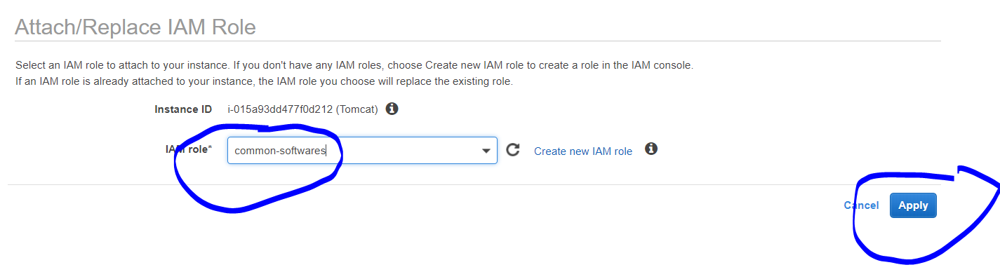 Attach/Replace IAM Role
Select an IAM role to attach to your instance. If you don't have any IAM roles, choose Create new IAM role to create a role in the IAM console.
If an IAM role is already attached to your instance, the IAM role you choose will replace the existing role.
Instance ID i-015a93dd477f0d212 (Tomcat)
IAM role* common-softwares Create new IAM role
Cancel Apply